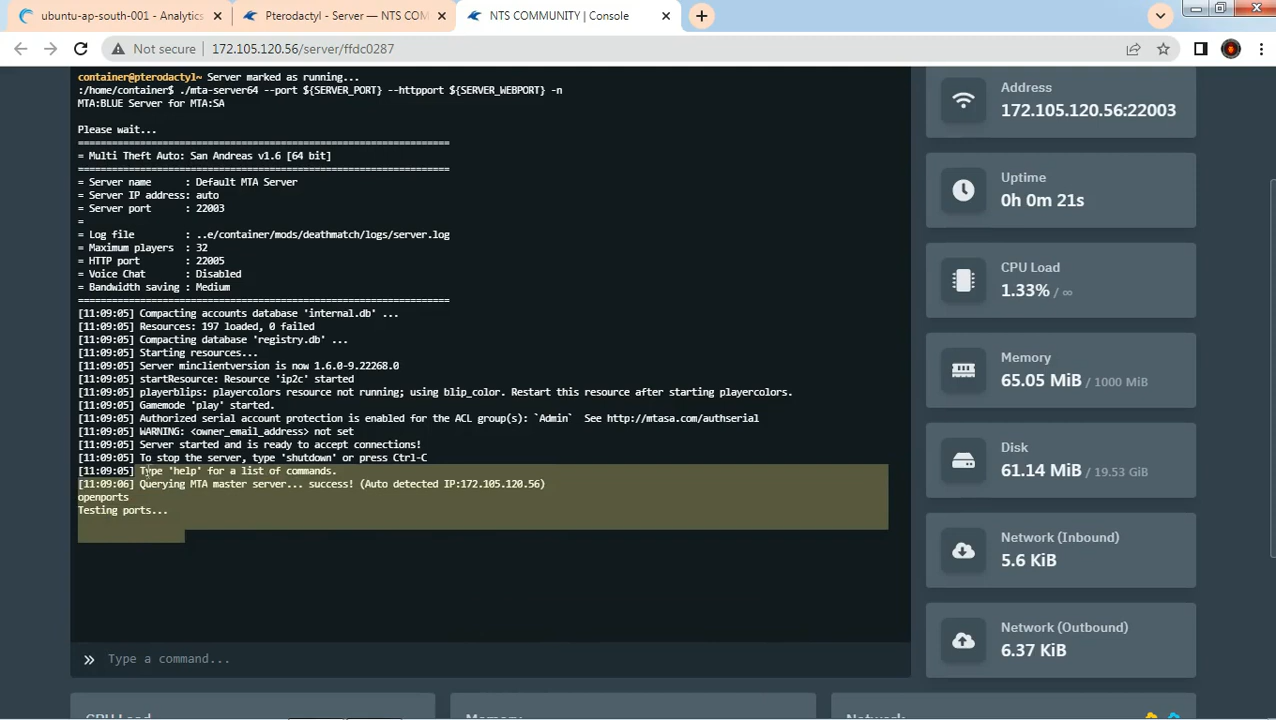 ubuntu-ap-south-001 - Analytics
Pterodactyl - Server — NTS COM
NTS COMMUNITY | Console
Not secure
172.105.120.56/server/ffdc0287
container@pterodactyl~ Server marked as running...
:/home/container$ ./mta-server64 --port ${SERVER_PORT} --httpport ${SERVER_WEBPORT} -n
MTA:BLUE Server for MTA:SA
Please wait...
==================================================================
= Multi Theft Auto: San Andreas v1.6 [64 bit]
==================================================================
= Server name : Default MTA Server
= Server IP address: auto
= Server port : 22003
=
= Log file : ..e/container/mods/deathmatch/logs/server.log
= Maximum players : 32
= HTTP port : 22005
= Voice Chat : Disabled
= Bandwidth saving : Medium
==================================================================
[11:09:05] Compacting accounts database 'internal.db' ...
[11:09:05] Resources: 197 loaded, 0 failed
[11:09:05] Compacting database 'registry.db' ...
[11:09:05] Starting resources...
[11:09:05] Server minclientversion is now 1.6.0-9.22268.0
[11:09:05] startResource: Resource 'ip2c' started
[11:09:05] playerblips: playercolors resource not running; using blip_color. Restart this resource after starting playercolors.
[11:09:05] Gamemode 'play' started.
[11:09:05] Authorized serial account protection is enabled for the ACL group(s): `Admin` See http://mtasa.com/authserial
[11:09:05] WARNING: <owner_email_address> not set
[11:09:05] Server started and is ready to accept connections!
[11:09:05] To stop the server, type 'shutdown' or press Ctrl-C
[11:09:05] Type 'help' for a list of commands.
[11:09:06] Querying MTA master server... success! (Auto detected IP:172.105.120.56)
openports
Testing ports...
» Type a command...
Address
172.105.120.56:22003
Uptime
0h 0m 21s
CPU Load
1.33% / ∞
Memory
65.05 MiB / 1000 MiB
Disk
61.14 MiB / 19.53 GiB
Network (Inbound)
5.6 KiB
Network (Outbound)
6.37 KiB
CPU Load
Memory
Network